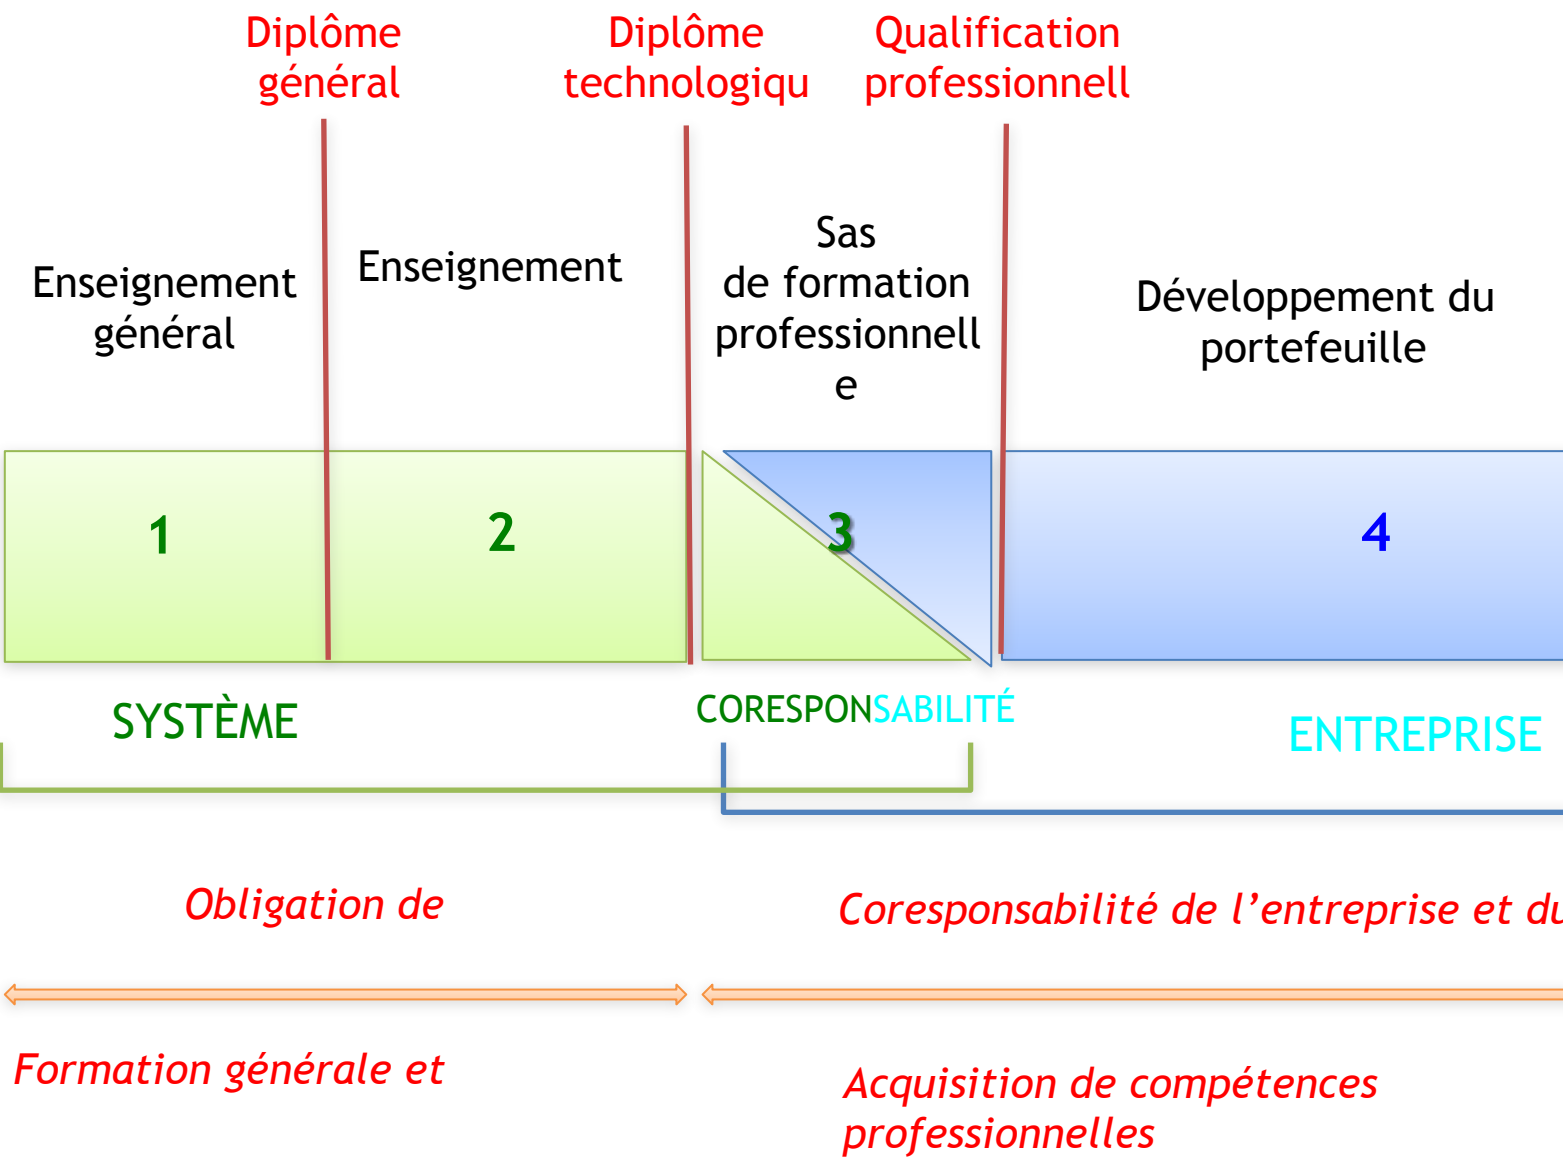 Diplôme
général
Diplôme
technologiqu
Qualification
professionnell
Enseignement
général
Enseignement
Sas
de formation
professionnell
e
Développement du
portefeuille
1
2
3
4
SYSTÈME
CORESPONSABILITÉ
ENTREPRISE
Obligation de
Coresponsabilité de l’entreprise et du
Formation générale et
Acquisition de compétences
professionnelles